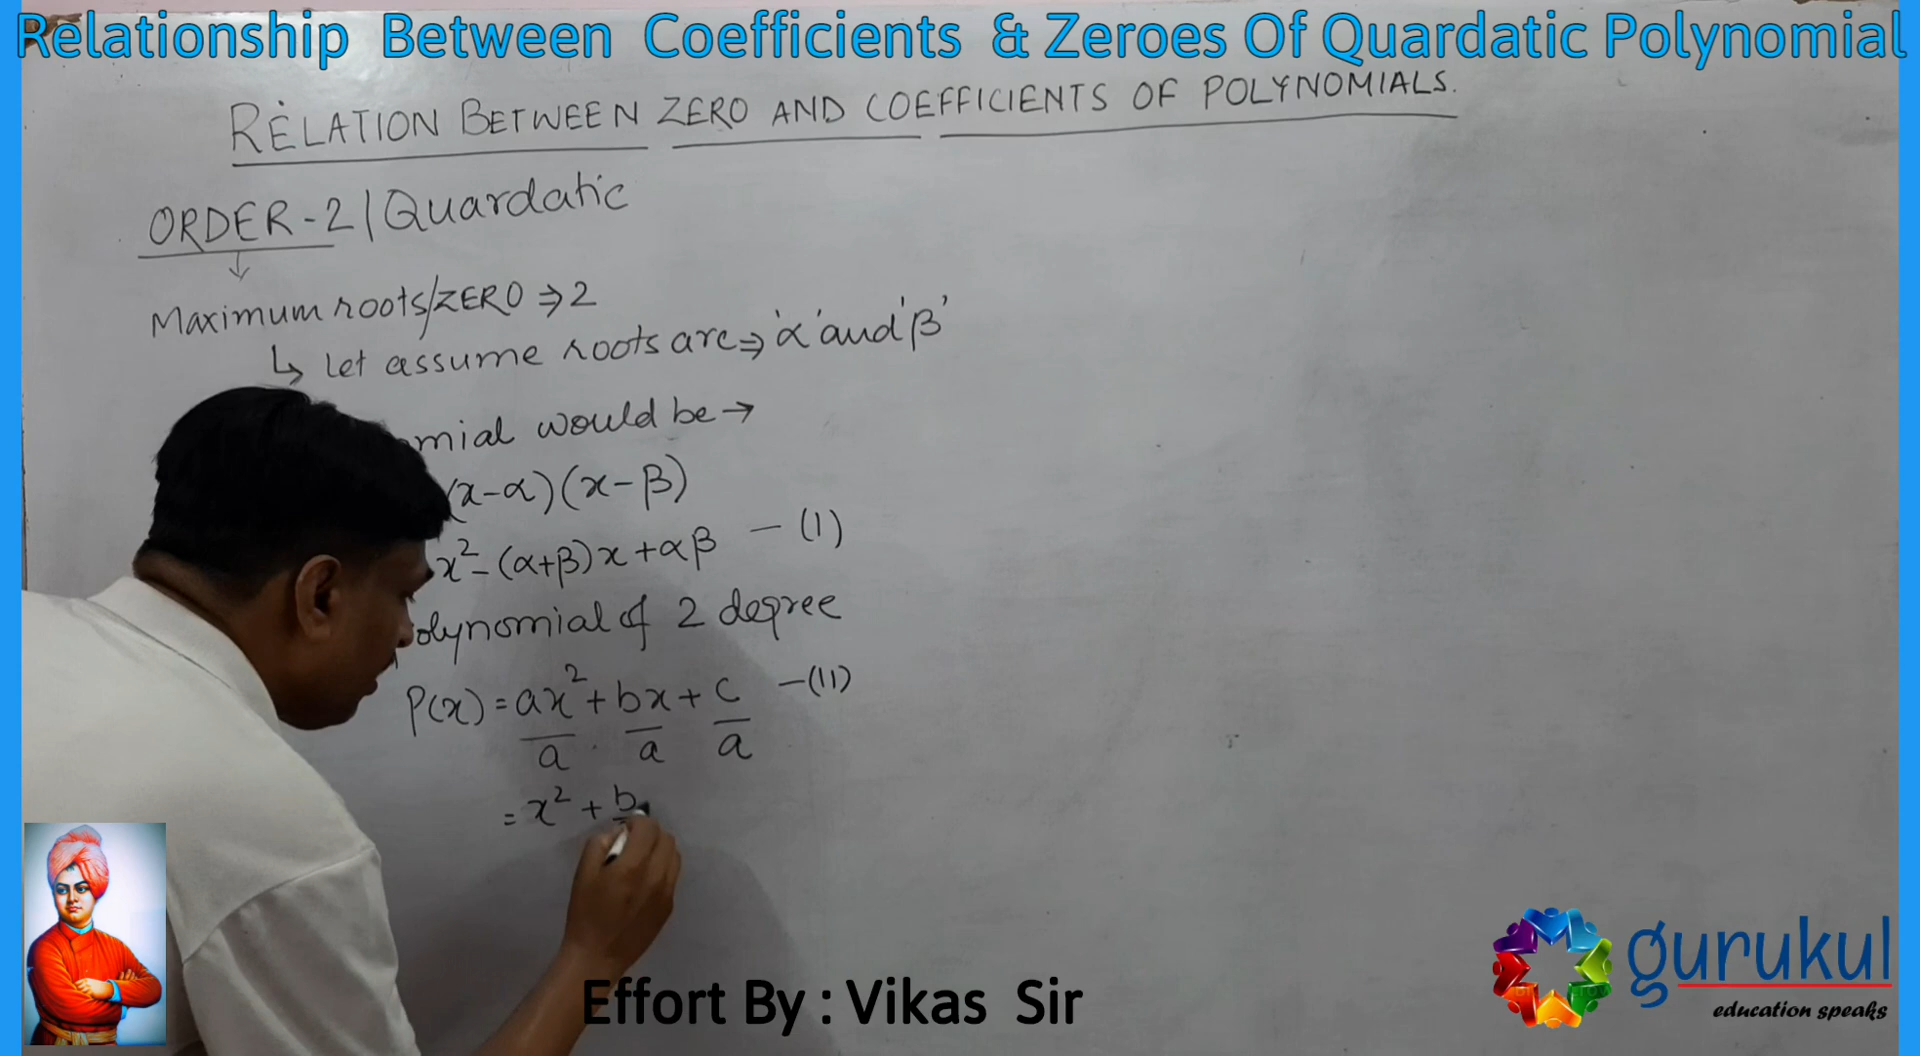 Relationship Between Coefficients & Zeroes Of Quardatic Polynomial
RELATION BETWEEN ZERO AND COEFFICIENTS OF POLYNOMIALS.
ORDER-2 | Quardatic
↓
Maximum roots/ZERO ⇒ 2
↳ let assume roots are ⇒ 'α' and 'β'
mial would be →
(x-α)(x-β)
x²-(α+β)x+αβ - (1)
olynomial of 2 degree
P(x) = ax²/a + bx/a + c/a - (11)
= x² + b
Effort By : Vikas Sir
gurukul
education speaks